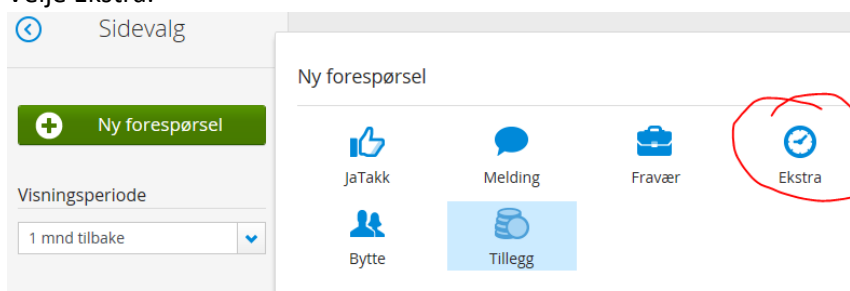 Velje Ekstra.
Sidevalg
Ny forespørsel
Ny forespørsel
JaTakk
Melding
Fravær
Ekstra
Visningsperiode
1 mnd tilbake
Bytte
Tillegg